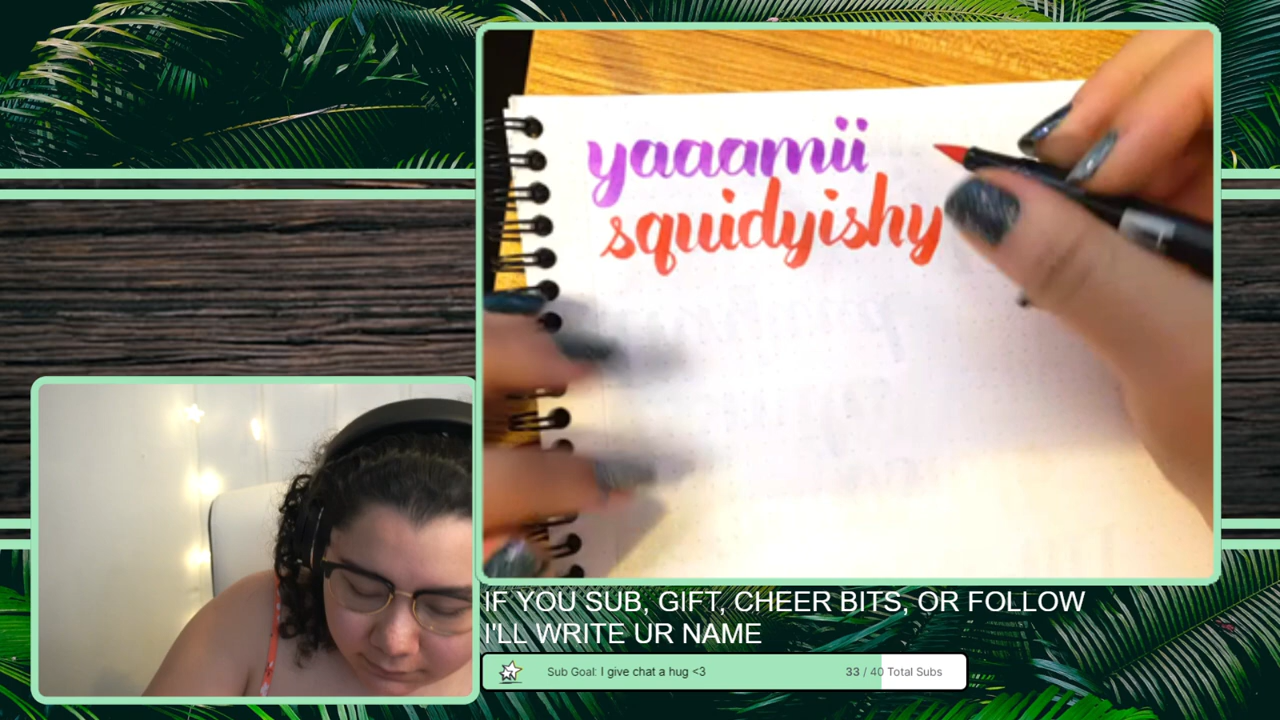 yaaamii
squidyishy
IF YOU SUB, GIFT, CHEER BITS, OR FOLLOW
I'LL WRITE UR NAME
Sub Goal: I give chat a hug <3 33 / 40 Total Subs